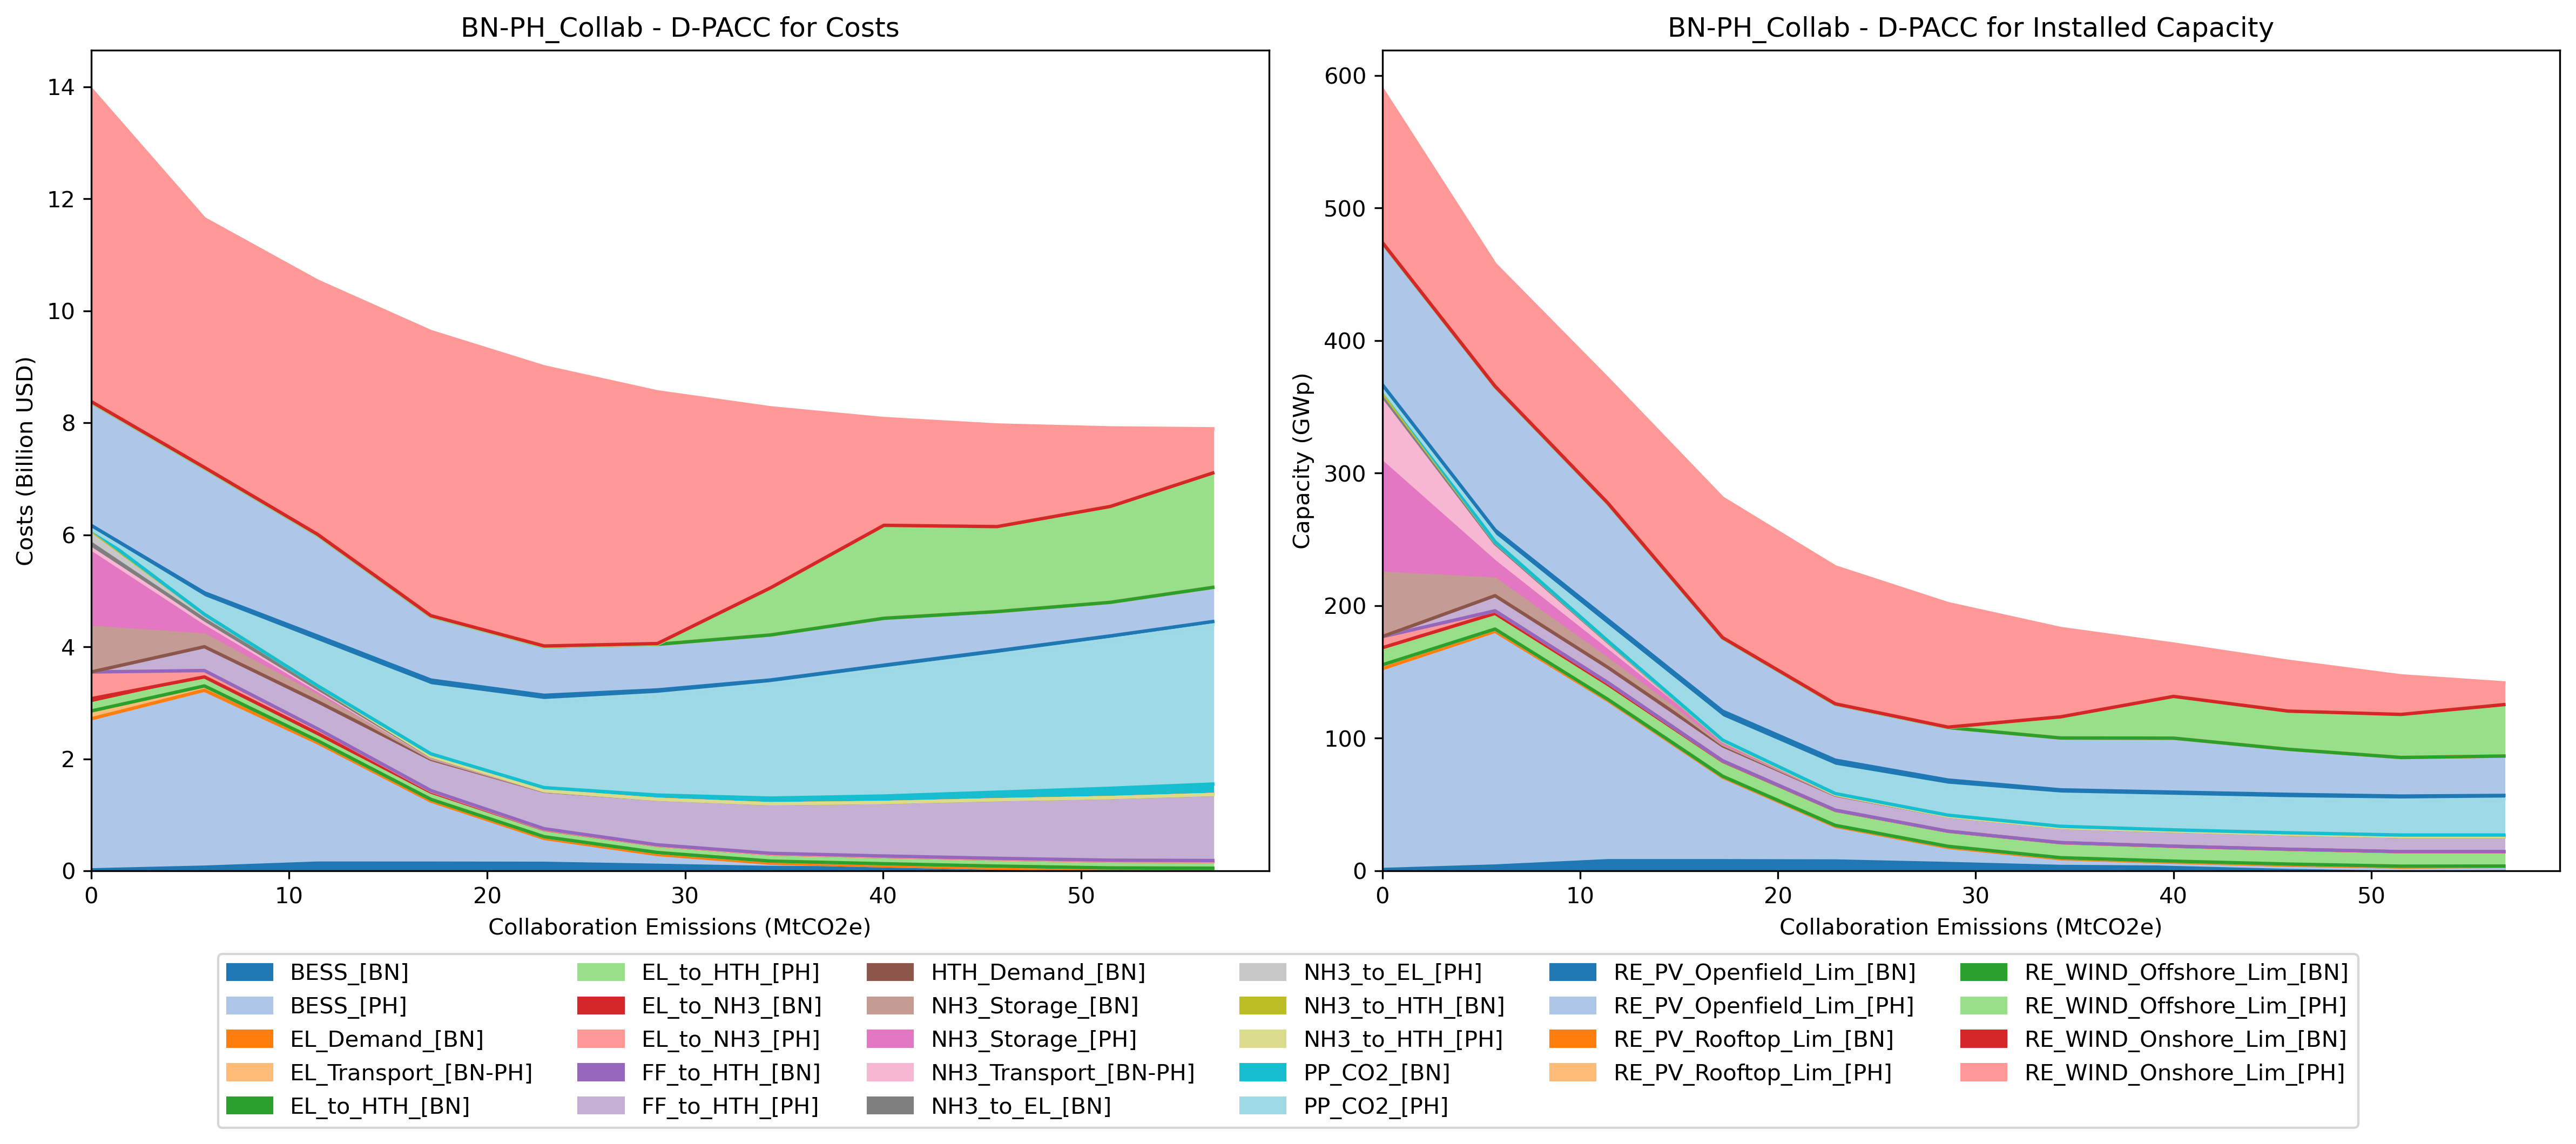 BN-PH_Collab - D-PACC for Costs
Costs (Billion USD)
14
12
10
8
6
4
2
0
0 10 20 30 40 50
Collaboration Emissions (MtCO2e)
BN-PH_Collab - D-PACC for Installed Capacity
Capacity (GWp)
600
500
400
300
200
100
0
0 10 20 30 40 50
Collaboration Emissions (MtCO2e)
BESS_[BN]
BESS_[PH]
EL_Demand_[BN]
EL_Transport_[BN-PH]
EL_to_HTH_[BN]
EL_to_HTH_[PH]
EL_to_NH3_[BN]
EL_to_NH3_[PH]
FF_to_HTH_[BN]
FF_to_HTH_[PH]
HTH_Demand_[BN]
NH3_Storage_[BN]
NH3_Storage_[PH]
NH3_Transport_[BN-PH]
NH3_to_EL_[BN]
NH3_to_EL_[PH]
NH3_to_HTH_[BN]
NH3_to_HTH_[PH]
PP_CO2_[BN]
PP_CO2_[PH]
RE_PV_Openfield_Lim_[BN]
RE_PV_Openfield_Lim_[PH]
RE_PV_Rooftop_Lim_[BN]
RE_PV_Rooftop_Lim_[PH]
RE_WIND_Offshore_Lim_[BN]
RE_WIND_Offshore_Lim_[PH]
RE_WIND_Onshore_Lim_[BN]
RE_WIND_Onshore_Lim_[PH]